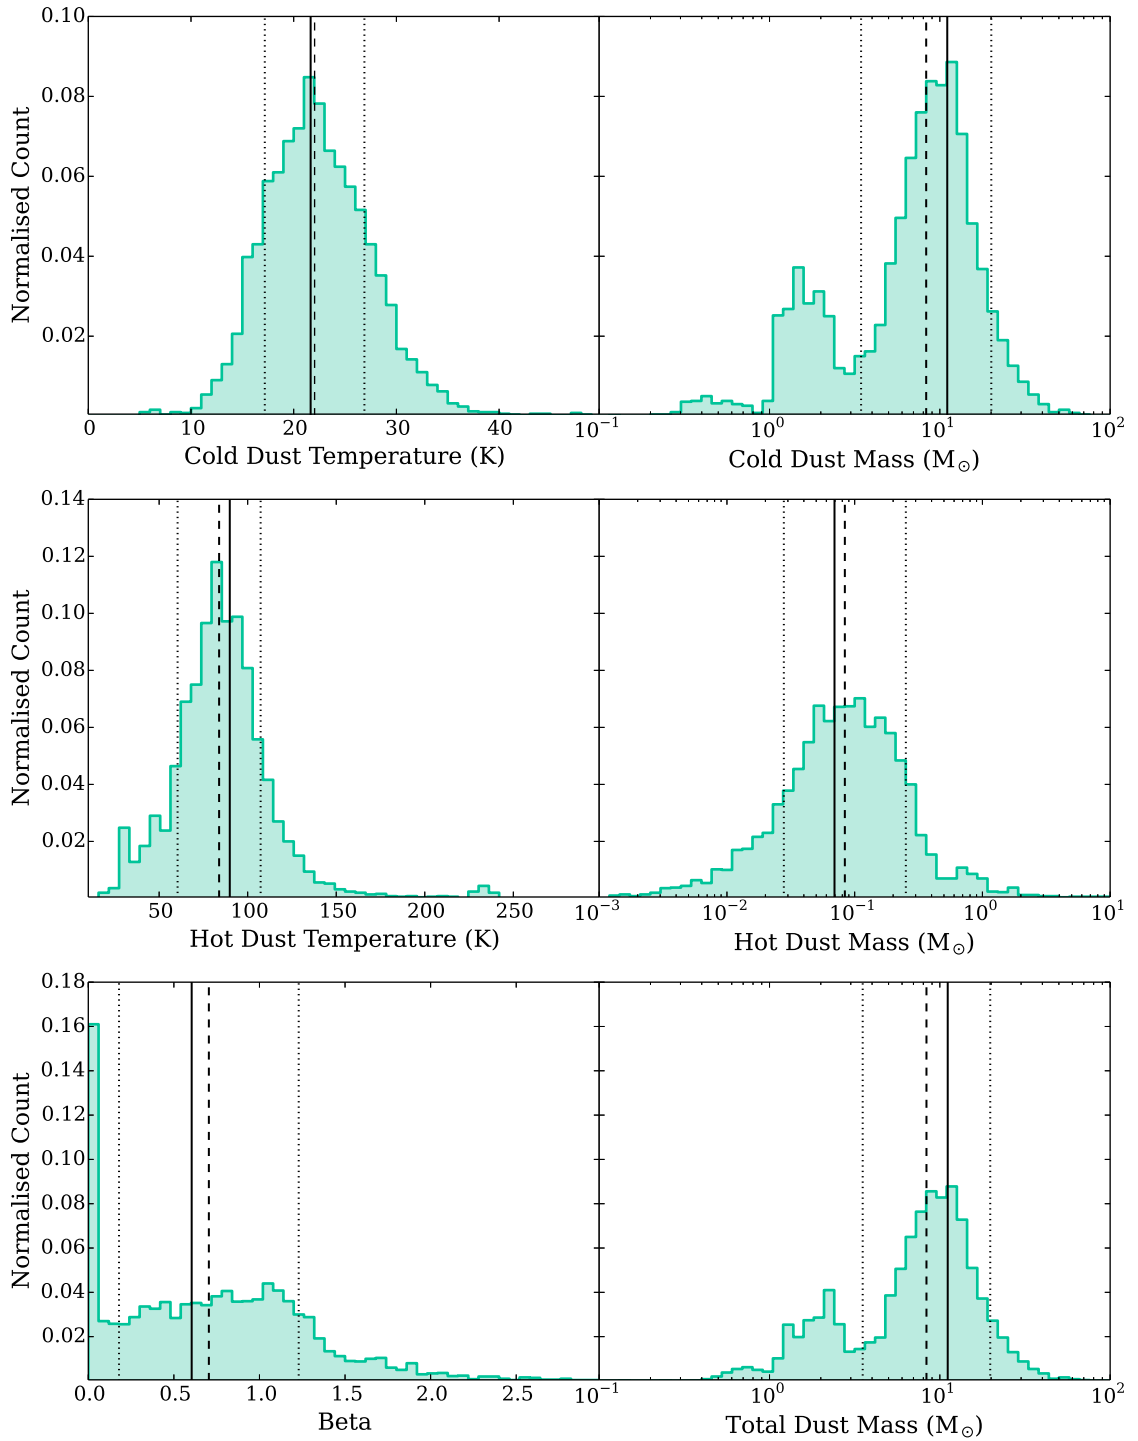 0.10
0.08
0.06
0.04
0.02
Normalised Count
0 10 20 30 40
Cold Dust Temperature (K)
10⁻¹ 10⁰ 10¹ 10²
Cold Dust Mass (M☉)
0.14
0.12
0.10
0.08
0.06
0.04
0.02
Normalised Count
50 100 150 200 250
Hot Dust Temperature (K)
10⁻³ 10⁻² 10⁻¹ 10⁰ 10¹
Hot Dust Mass (M☉)
0.18
0.16
0.14
0.12
0.10
0.08
0.06
0.04
0.02
Normalised Count
0.0 0.5 1.0 1.5 2.0 2.5
Beta
10⁻¹ 10⁰ 10¹ 10²
Total Dust Mass (M☉)